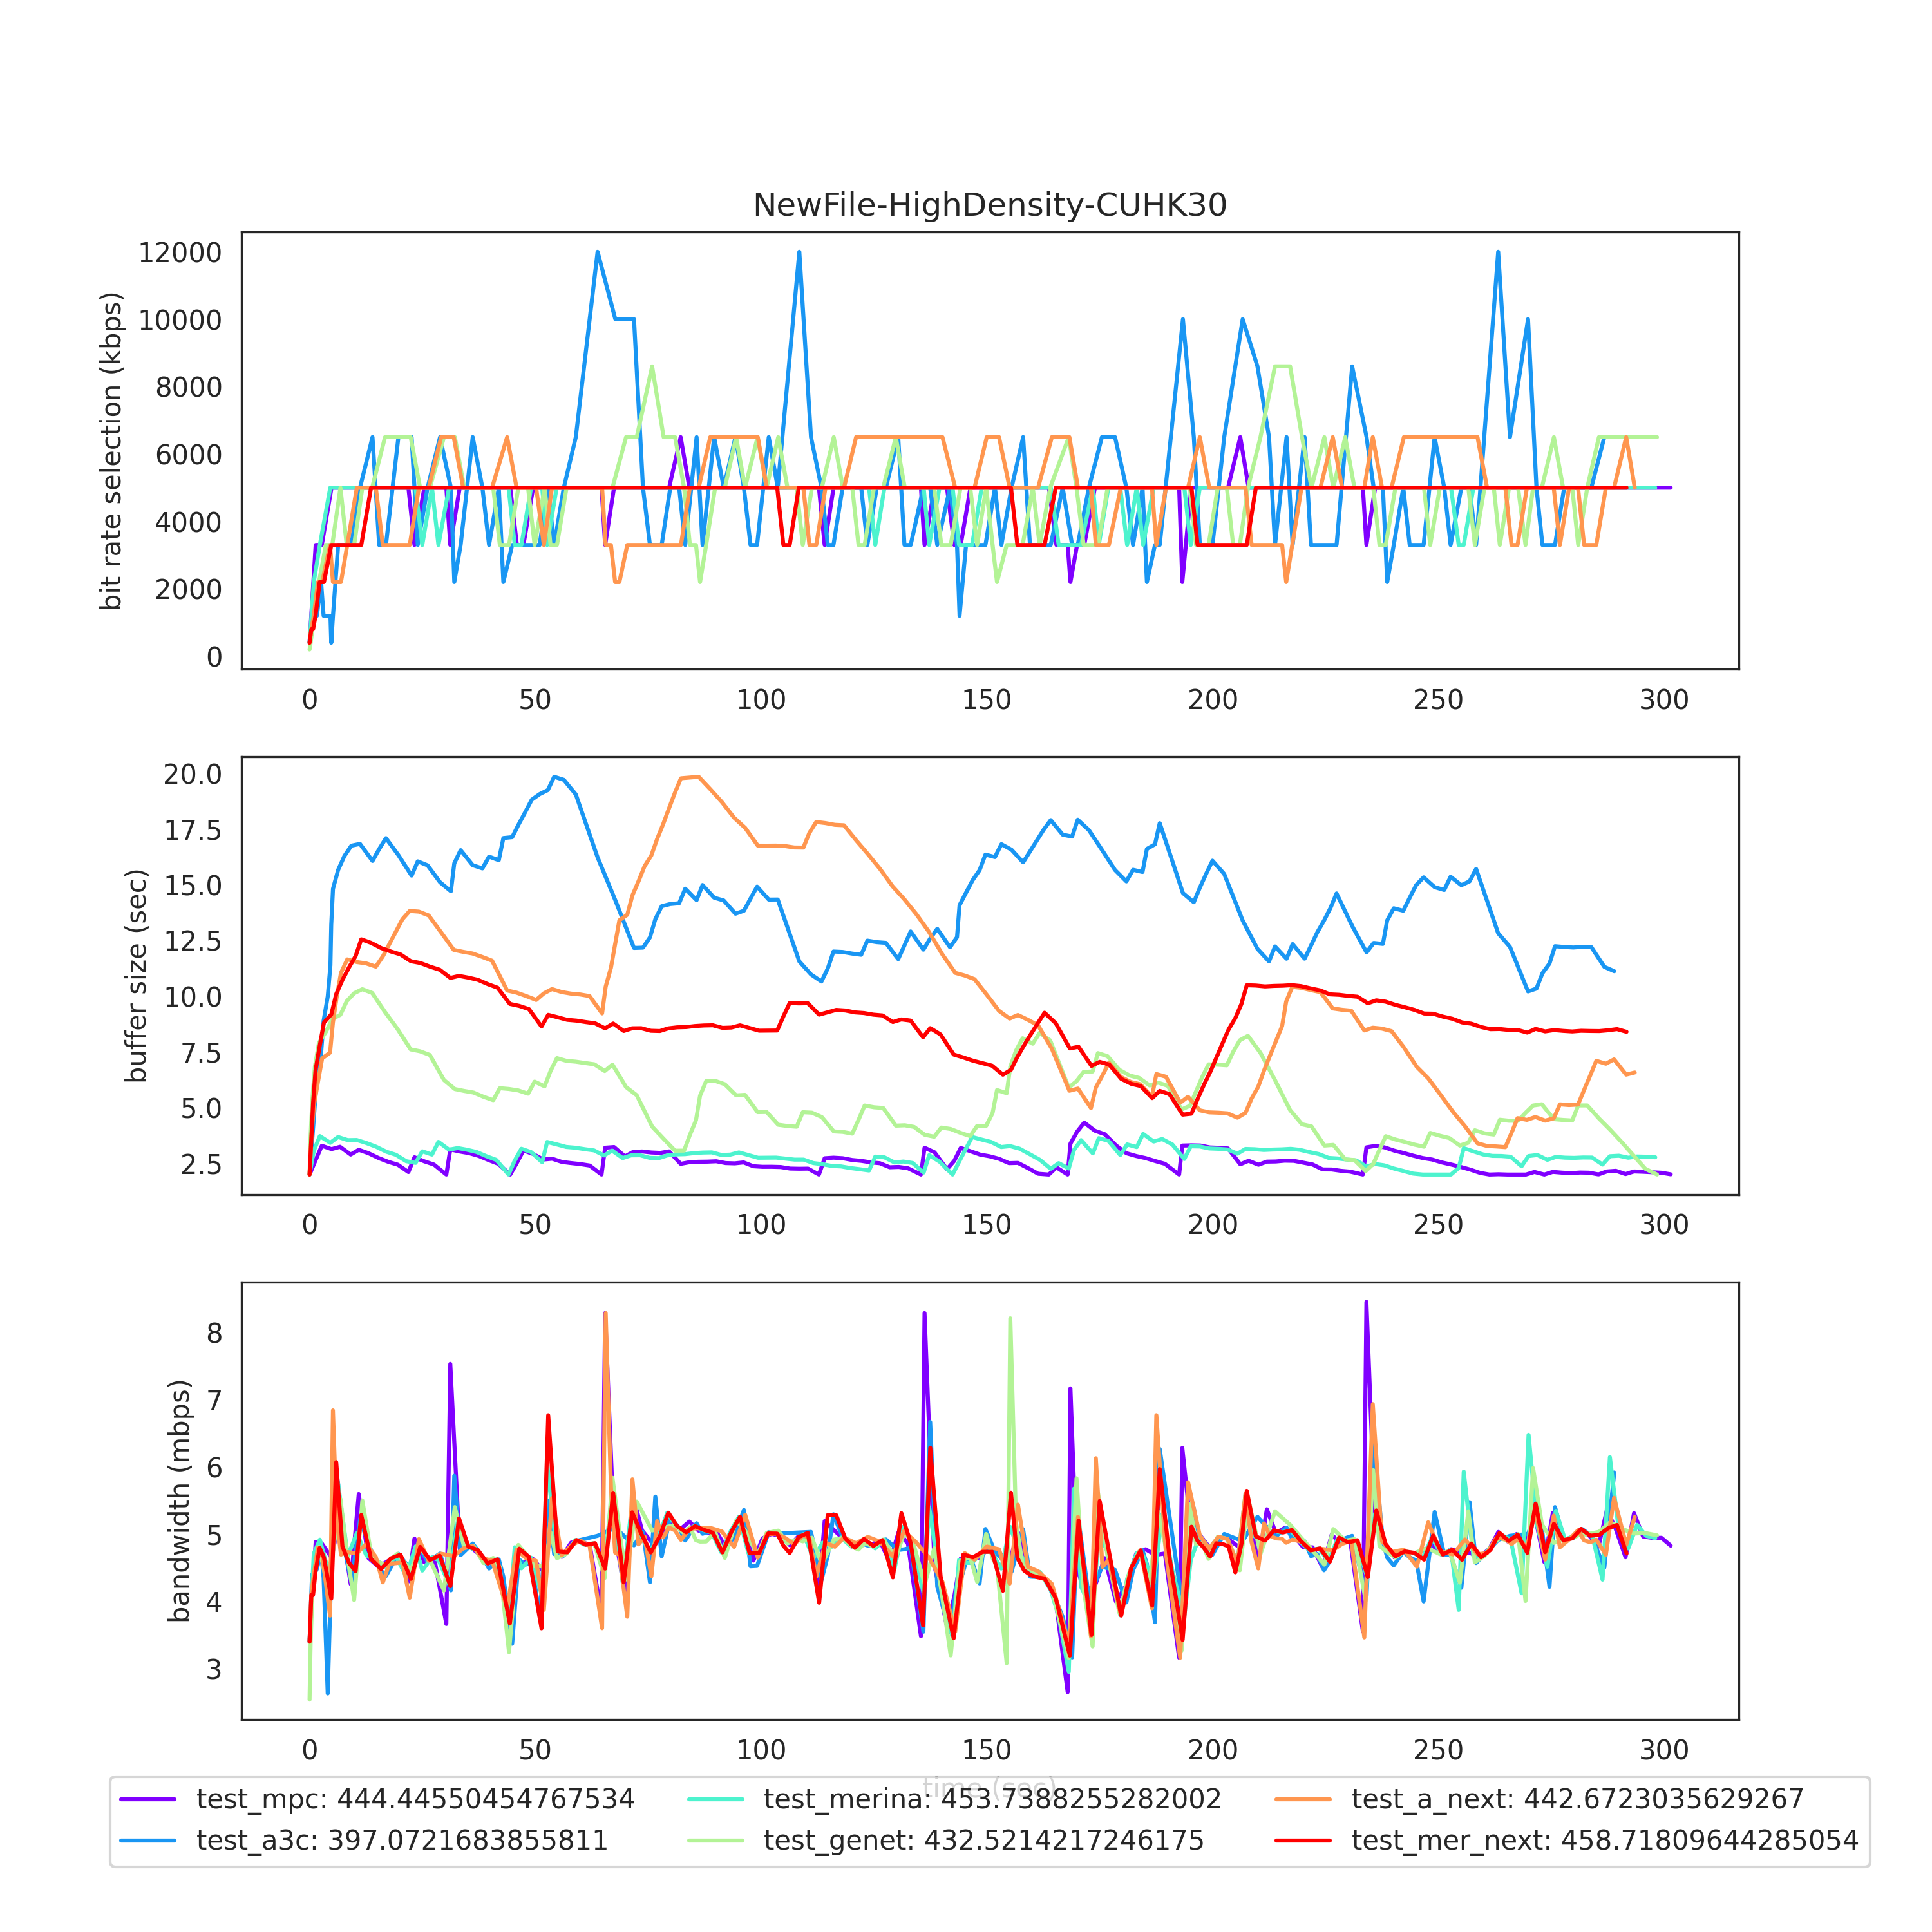 NewFile-HighDensity-CUHK30
bit rate selection (kbps)
12000
10000
8000
6000
4000
2000
0
0 50 100 150 200 250 300
buffer size (sec)
20.0
17.5
15.0
12.5
10.0
7.5
5.0
2.5
0 50 100 150 200 250 300
bandwidth (mbps)
8
7
6
5
4
3
0 50 100 150 200 250 300
time (sec)
test_mpc: 444.44550454767534 test_merina: 453.7388255282002 test_a_next: 442.6723035629267
test_a3c: 397.0721683855811 test_genet: 432.5214217246175 test_mer_next: 458.71809644285054